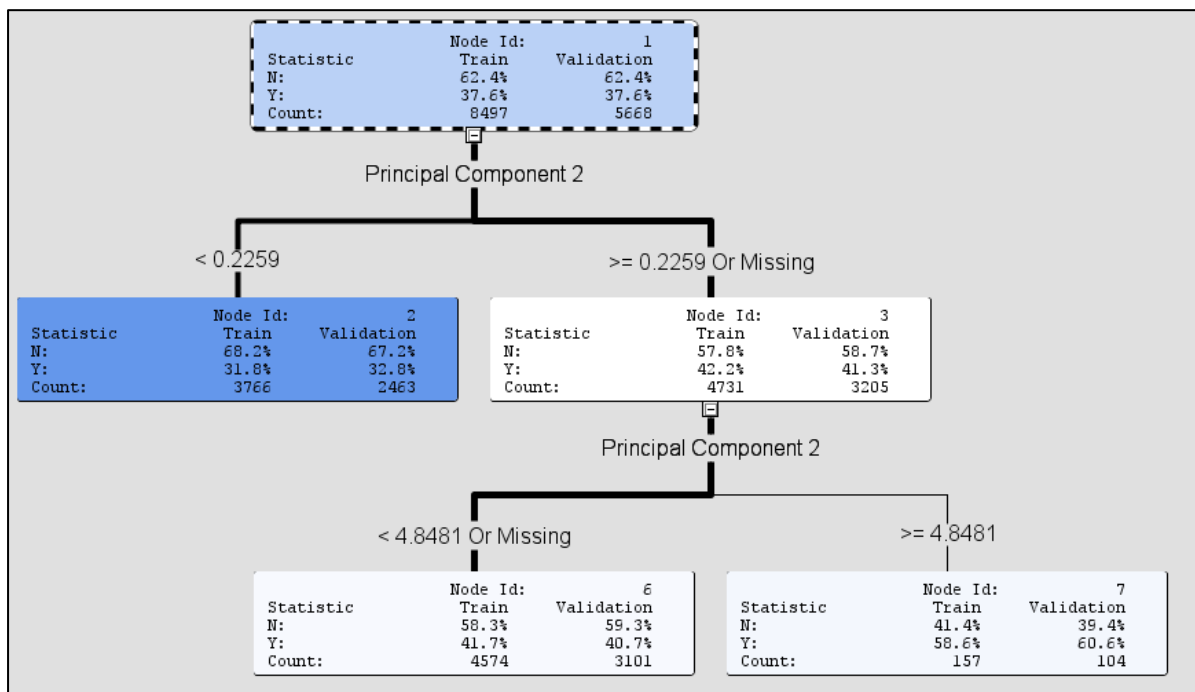 Node Id: 1
Statistic Train Validation
N: 62.4% 62.4%
Y: 37.6% 37.6%
Count: 8497 5668
Principal Component 2
< 0.2259
>= 0.2259 Or Missing
Node Id: 2
Statistic Train Validation
N: 68.2% 67.2%
Y: 31.8% 32.8%
Count: 3766 2463
Node Id: 3
Statistic Train Validation
N: 57.8% 58.7%
Y: 42.2% 41.3%
Count: 4731 3205
Principal Component 2
< 4.8481 Or Missing
>= 4.8481
Node Id: 6
Statistic Train Validation
N: 58.3% 59.3%
Y: 41.7% 40.7%
Count: 4574 3101
Node Id: 7
Statistic Train Validation
N: 41.4% 39.4%
Y: 58.6% 60.6%
Count: 157 104